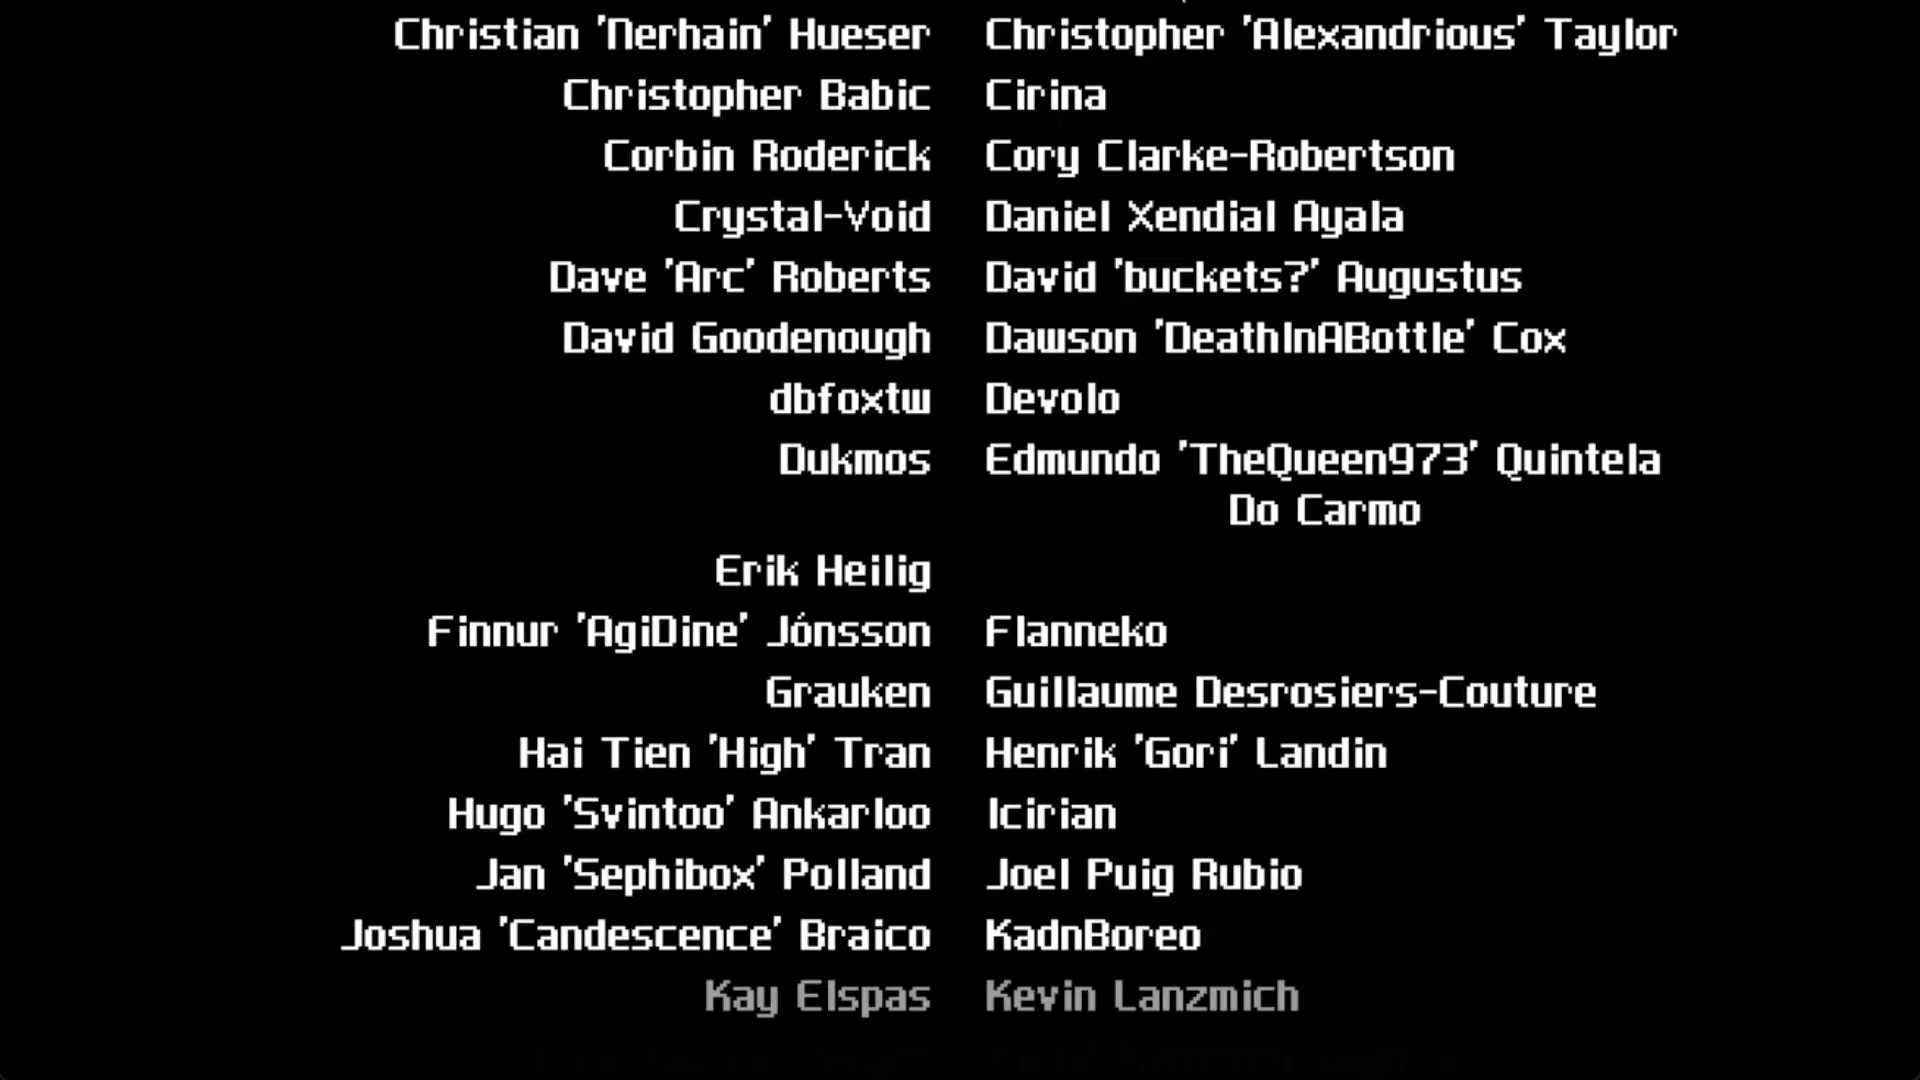 Christian 'Nerhain' Hueser Christopher 'Alexandrious' Taylor
Christopher Babic Cirina
Corbin Roderick Cory Clarke-Robertson
Crystal-Void Daniel Xendial Ayala
Dave 'Arc' Roberts David 'buckets?' Augustus
David Goodenough Dawson 'DeathInABottle' Cox
dbfoxtw Devolo
Dukmos Edmundo 'TheQueen973' Quintela
Do Carmo
Erik Heilig
Finnur 'AgiDine' Jónsson Flanneko
Grauken Guillaume Desrosiers-Couture
Hai Tien 'High' Tran Henrik 'Gori' Landin
Hugo 'Svintoo' Ankarloo Icirian
Jan 'Sephibox' Polland Joel Puig Rubio
Joshua 'Candescence' Braico KadnBoreo
Kay Elspas Kevin Lanzmich